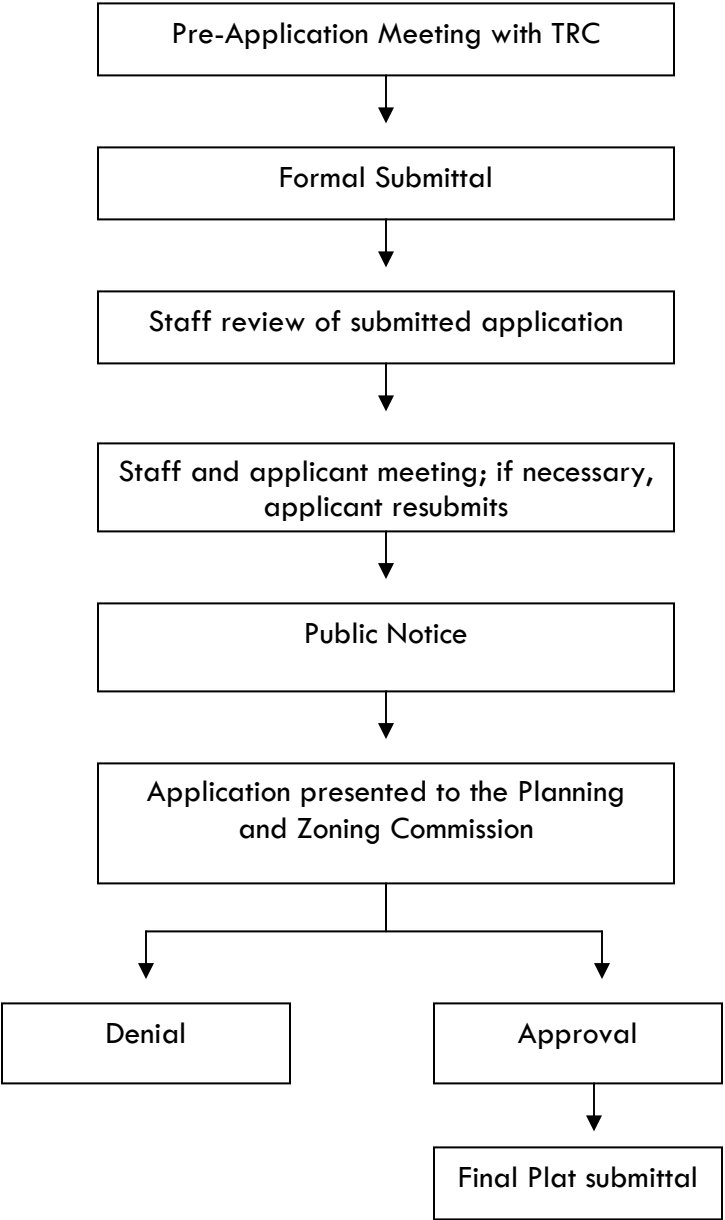 Pre-Application Meeting with TRC
Formal Submittal
Staff review of submitted application
Staff and applicant meeting; if necessary,
applicant resubmits
Public Notice
Application presented to the Planning
and Zoning Commission
Denial
Approval
Final Plat submittal